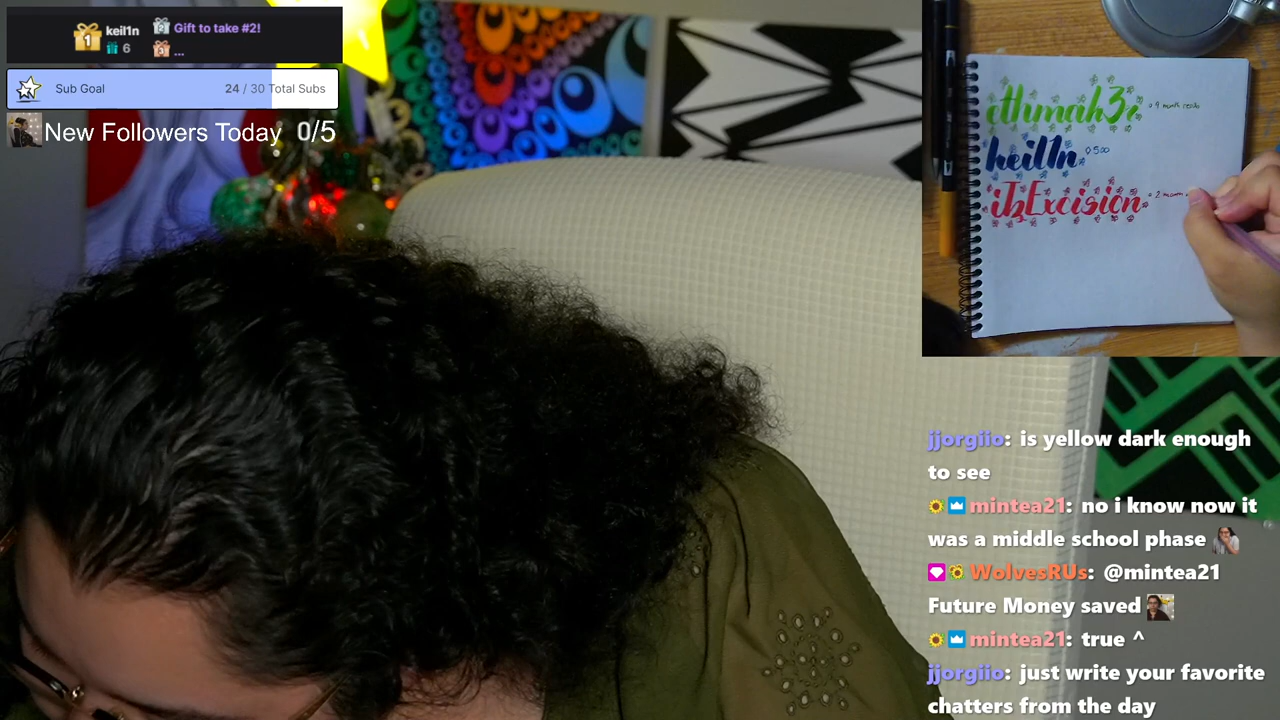 keil1n
6
Gift to take #2!
...
Sub Goal
24 / 30 Total Subs
New Followers Today 0/5
keil1n
500
ibExcision
jjorgiio: is yellow dark enough
to see
mintea21: no i know now it
was a middle school phase
WolvesRUs: @mintea21
Future Money saved
mintea21: true ^
jjorgiio: just write your favorite
chatters from the day